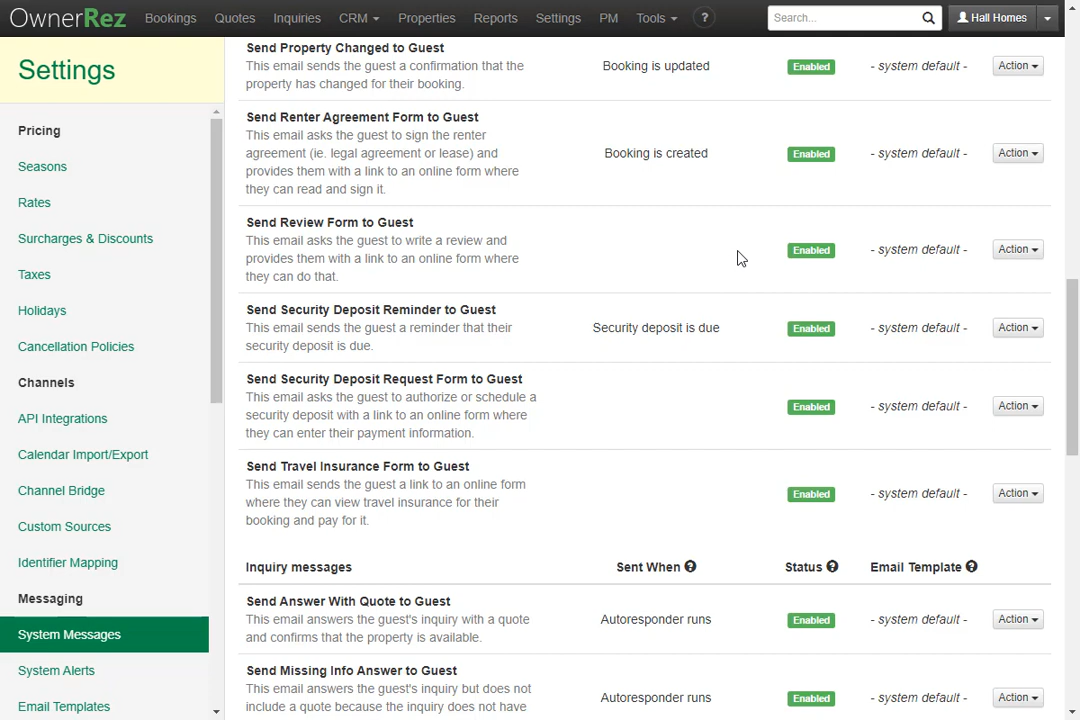 OwnerRez Bookings Quotes Inquiries CRM Properties Reports Settings PM Tools ? Search... Hall Homes
Settings
Pricing
Seasons
Rates
Surcharges & Discounts
Taxes
Holidays
Cancellation Policies
Channels
API Integrations
Calendar Import/Export
Channel Bridge
Custom Sources
Identifier Mapping
Messaging
System Messages
System Alerts
Email Templates
Send Property Changed to Guest
This email sends the guest a confirmation that the
property has changed for their booking.
Booking is updated
Enabled
- system default -
Action
Send Renter Agreement Form to Guest
This email asks the guest to sign the renter
agreement (ie. legal agreement or lease) and
provides them with a link to an online form where
they can read and sign it.
Booking is created
Enabled
- system default -
Action
Send Review Form to Guest
This email asks the guest to write a review and
provides them with a link to an online form where
they can do that.
Enabled
- system default -
Action
Send Security Deposit Reminder to Guest
This email sends the guest a reminder that their
security deposit is due.
Security deposit is due
Enabled
- system default -
Action
Send Security Deposit Request Form to Guest
This email asks the guest to authorize or schedule a
security deposit with a link to an online form where
they can enter their payment information.
Enabled
- system default -
Action
Send Travel Insurance Form to Guest
This email sends the guest a link to an online form
where they can view travel insurance for their
booking and pay for it.
Enabled
- system default -
Action
Inquiry messages Sent When ? Status ? Email Template ?
Send Answer With Quote to Guest
This email answers the guest's inquiry with a quote
and confirms that the property is available.
Autoresponder runs
Enabled
- system default -
Action
Send Missing Info Answer to Guest
This email answers the guest's inquiry but does not
include a quote because the inquiry does not have
Autoresponder runs
Enabled
- system default -
Action